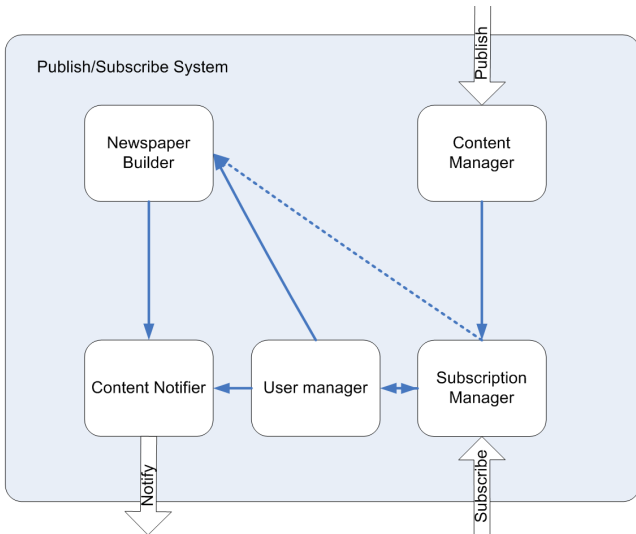 Publish
Publish/Subscribe System
Newspaper
Builder
Content
Manager
Content Notifier
User manager
Subscription
Manager
Notify
Subscribe